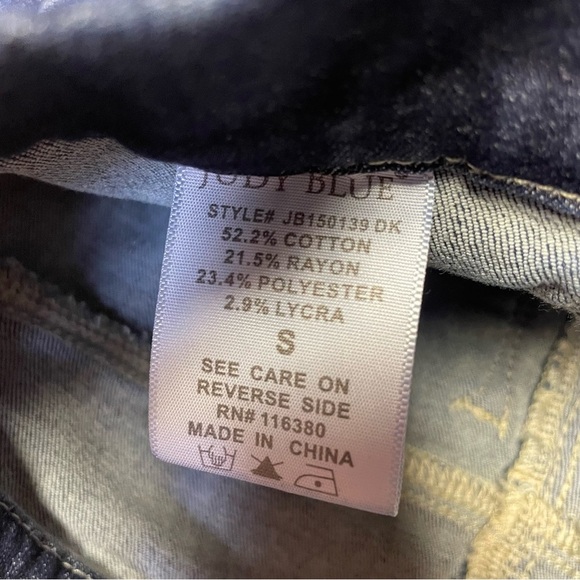 JUDY BLUE
STYLE# JB150139 DK
52.2% COTTON
21.5% RAYON
23.4% POLYESTER
2.9% LYCRA
S
SEE CARE ON
REVERSE SIDE
RN# 116380
MADE IN CHINA